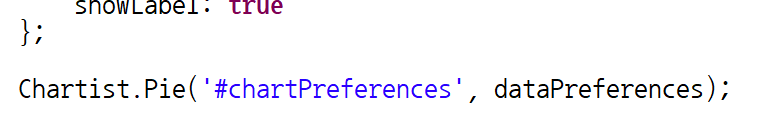 showLabel: true
};
Chartist.Pie('#chartPreferences', dataPreferences);